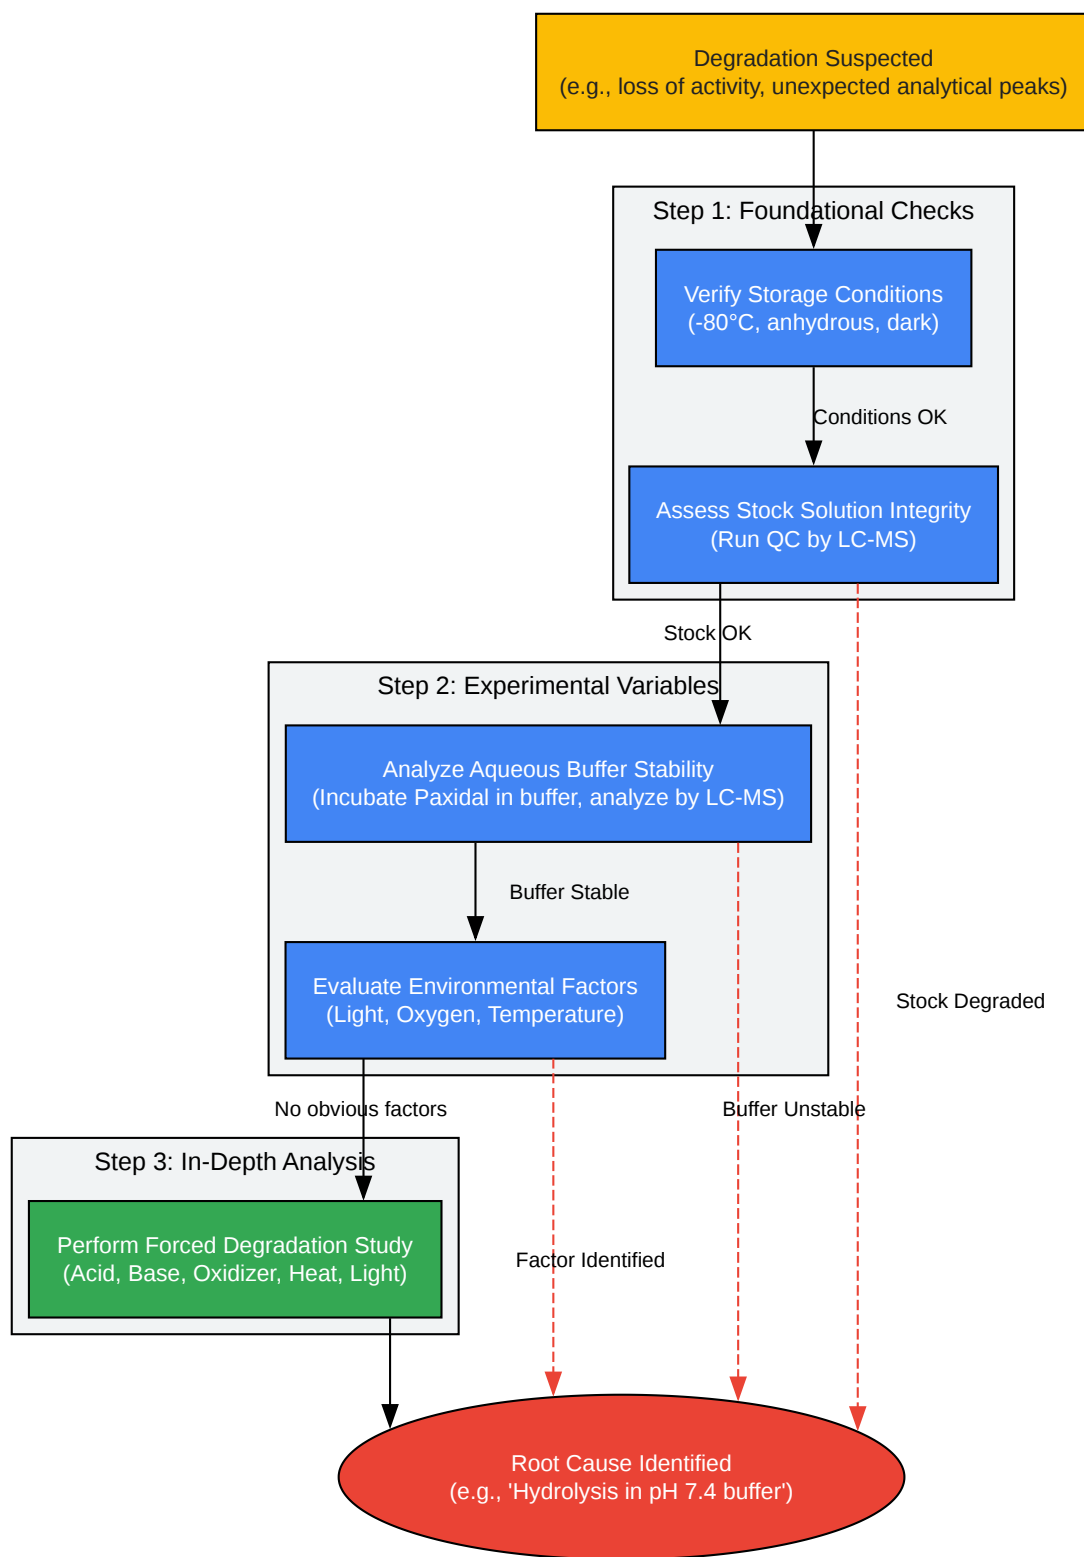 Degradation Suspected
(e.g., loss of activity, unexpected analytical peaks)
Step 1: Foundational Checks
Verify Storage Conditions
(-80°C, anhydrous, dark)
Conditions OK
Assess Stock Solution Integrity
(Run QC by LC-MS)
Stock OK
Step 2: Experimental Variables
Analyze Aqueous Buffer Stability
(Incubate Paxidal in buffer, analyze by LC-MS)
Buffer Stable
Evaluate Environmental Factors
(Light, Oxygen, Temperature)
Stock Degraded
No obvious factors
Buffer Unstable
Step 3: In-Depth Analysis
Perform Forced Degradation Study
(Acid, Base, Oxidizer, Heat, Light)
Factor Identified
Root Cause Identified
(e.g., 'Hydrolysis in pH 7.4 buffer')